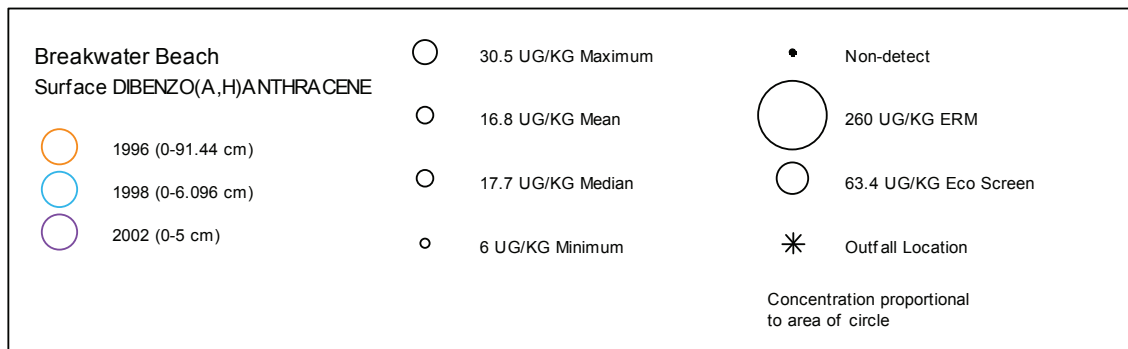 Breakwater Beach
Surface DIBENZO(A,H)ANTHRACENE
1996 (0-91.44 cm)
1998 (0-6.096 cm)
2002 (0-5 cm)
30.5 UG/KG Maximum
16.8 UG/KG Mean
17.7 UG/KG Median
6 UG/KG Minimum
Non-detect
260 UG/KG ERM
63.4 UG/KG Eco Screen
Outfall Location
Concentration proportional
to area of circle